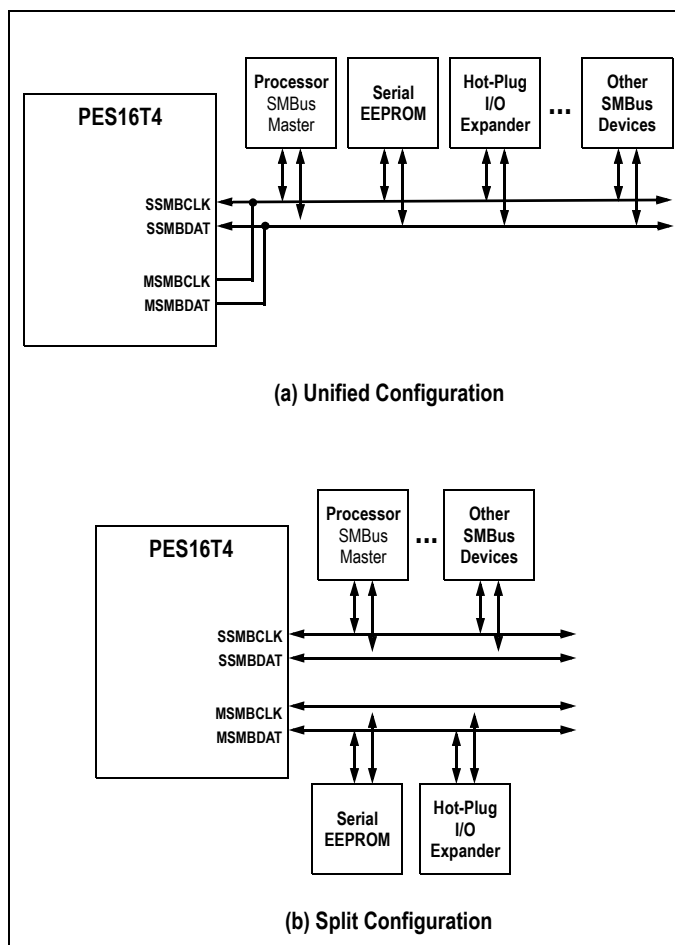 PES16T4
Processor
SMBus
Master
Serial
EEPROM
Hot-Plug
I/O
Expander
...
Other
SMBus
Devices
SSMBCLK
SSMBDAT
MSMBCLK
MSMBDAT
(a) Unified Configuration
PES16T4
Processor
SMBus
Master
...
Other
SMBus
Devices
SSMBCLK
SSMBDAT
MSMBCLK
MSMBDAT
Serial
EEPROM
Hot-Plug
I/O
Expander
(b) Split Configuration